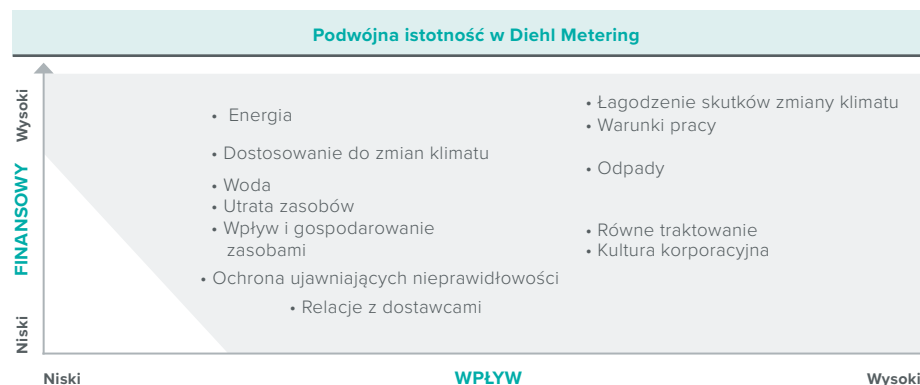 Podwójna istotność w Diehl Metering
Wysoki
FINANSOWY
Niski
• Energia
• Dostosowanie do zmian klimatu
• Woda
• Utrata zasobów
• Wpływ i gospodarowanie
zasobami
• Ochrona ujawniających nieprawidłowości
• Relacje z dostawcami
• Łagodzenie skutków zmiany klimatu
• Warunki pracy
• Odpady
• Równe traktowanie
• Kultura korporacyjna
Niski
WPŁYW
Wysoki